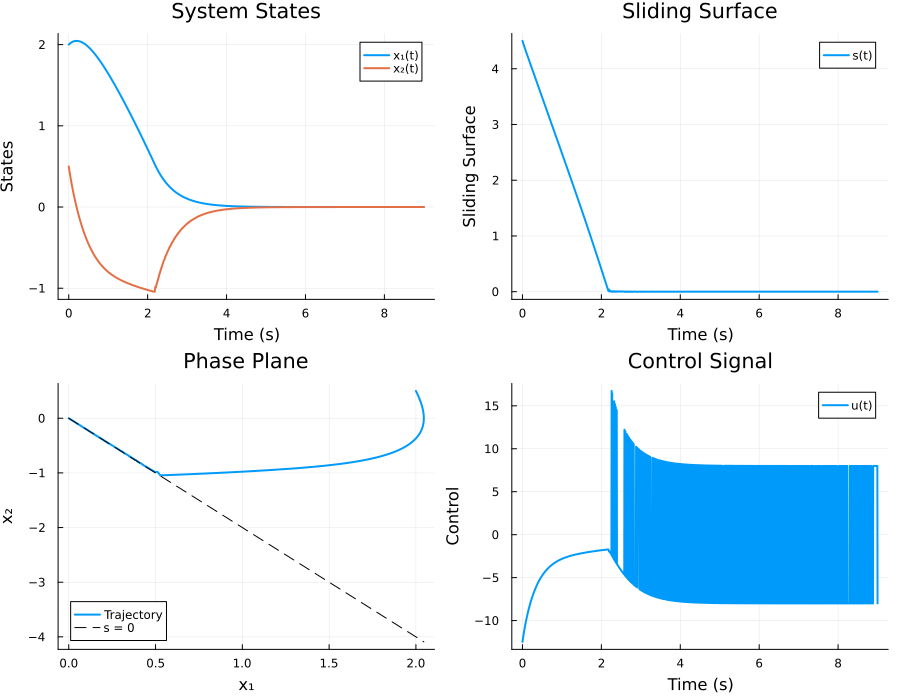 System States
States
2
1
0
−1
x₁(t)
x₂(t)
0
2
4
6
8
Time (s)
Sliding Surface
Sliding Surface
4
3
2
1
0
s(t)
0
2
4
6
8
Time (s)
Phase Plane
x₂
0
−1
−2
−3
−4
Trajectory
s = 0
0.0
0.5
1.0
1.5
2.0
x₁
Control Signal
Control
15
10
5
0
−5
−10
u(t)
0
2
4
6
8
Time (s)